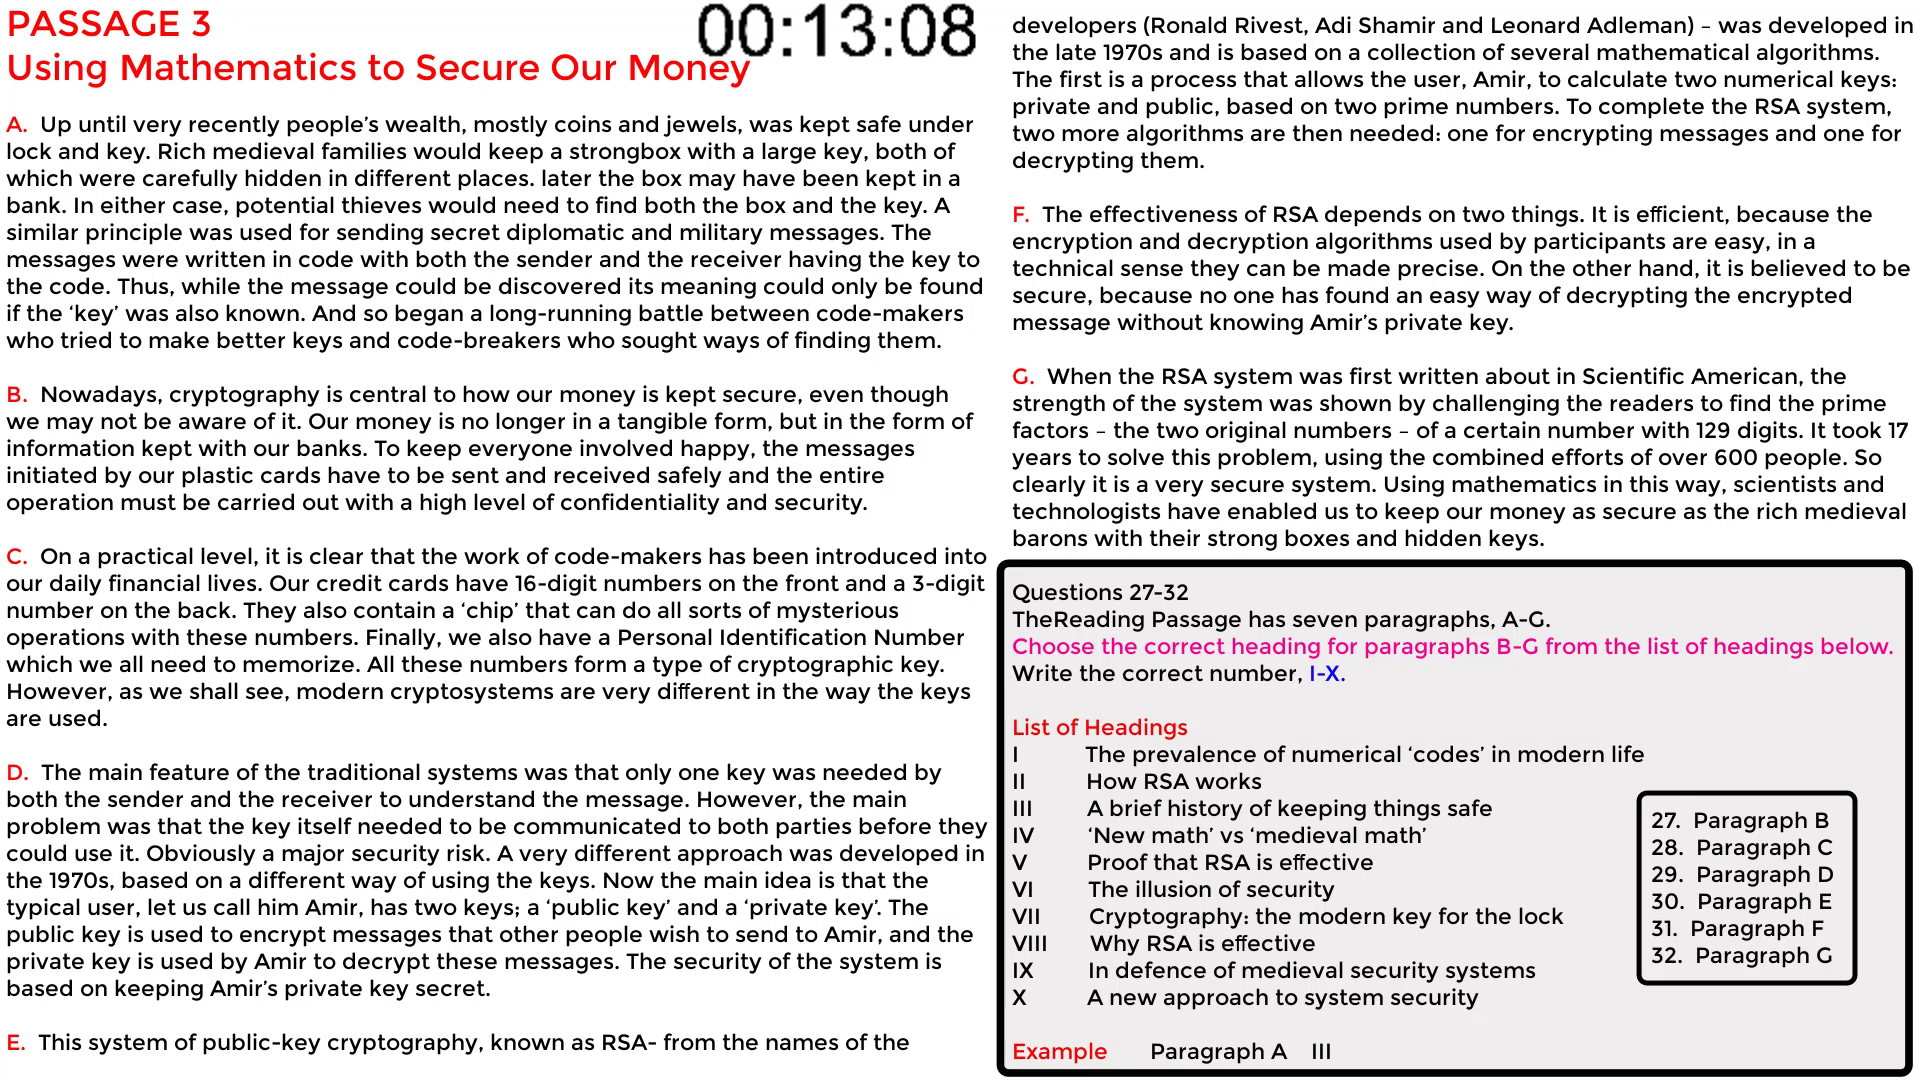 PASSAGE 3
00:13:08
Using Mathematics to Secure Our Money
A. Up until very recently people's wealth, mostly coins and jewels, was kept safe under
lock and key. Rich medieval families would keep a strongbox with a large key, both of
which were carefully hidden in different places. later the box may have been kept in a
bank. In either case, potential thieves would need to find both the box and the key. A
similar principle was used for sending secret diplomatic and military messages. The
messages were written in code with both the sender and the receiver having the key to
the code. Thus, while the message could be discovered its meaning could only be found
if the 'key' was also known. And so began a long-running battle between code-makers
who tried to make better keys and code-breakers who sought ways of finding them.
B. Nowadays, cryptography is central to how our money is kept secure, even though
we may not be aware of it. Our money is no longer in a tangible form, but in the form of
information kept with our banks. To keep everyone involved happy, the messages
initiated by our plastic cards have to be sent and received safely and the entire
operation must be carried out with a high level of confidentiality and security.
C. On a practical level, it is clear that the work of code-makers has been introduced into
our daily financial lives. Our credit cards have 16-digit numbers on the front and a 3-digit
number on the back. They also contain a 'chip' that can do all sorts of mysterious
operations with these numbers. Finally, we also have a Personal Identification Number
which we all need to memorize. All these numbers form a type of cryptographic key.
However, as we shall see, modern cryptosystems are very different in the way the keys
are used.
D. The main feature of the traditional systems was that only one key was needed by
both the sender and the receiver to understand the message. However, the main
problem was that the key itself needed to be communicated to both parties before they
could use it. Obviously a major security risk. A very different approach was developed in
the 1970s, based on a different way of using the keys. Now the main idea is that the
typical user, let us call him Amir, has two keys; a 'public key' and a 'private key'. The
public key is used to encrypt messages that other people wish to send to Amir, and the
private key is used by Amir to decrypt these messages. The security of the system is
based on keeping Amir's private key secret.
E. This system of public-key cryptography, known as RSA- from the names of the
developers (Ronald Rivest, Adi Shamir and Leonard Adleman) – was developed in
the late 1970s and is based on a collection of several mathematical algorithms.
The first is a process that allows the user, Amir, to calculate two numerical keys:
private and public, based on two prime numbers. To complete the RSA system,
two more algorithms are then needed: one for encrypting messages and one for
decrypting them.
F. The effectiveness of RSA depends on two things. It is efficient, because the
encryption and decryption algorithms used by participants are easy, in a
technical sense they can be made precise. On the other hand, it is believed to be
secure, because no one has found an easy way of decrypting the encrypted
message without knowing Amir's private key.
G. When the RSA system was first written about in Scientific American, the
strength of the system was shown by challenging the readers to find the prime
factors – the two original numbers – of a certain number with 129 digits. It took 17
years to solve this problem, using the combined efforts of over 600 people. So
clearly it is a very secure system. Using mathematics in this way, scientists and
technologists have enabled us to keep our money as secure as the rich medieval
barons with their strong boxes and hidden keys.
Questions 27-32
TheReading Passage has seven paragraphs, A-G.
Choose the correct heading for paragraphs B-G from the list of headings below.
Write the correct number, I-X.
List of Headings
I The prevalence of numerical 'codes' in modern life
II How RSA works
III A brief history of keeping things safe
IV 'New math' vs 'medieval math'
V Proof that RSA is effective
VI The illusion of security
VII Cryptography: the modern key for the lock
VIII Why RSA is effective
IX In defence of medieval security systems
X A new approach to system security
27. Paragraph B
28. Paragraph C
29. Paragraph D
30. Paragraph E
31. Paragraph F
32. Paragraph G
Example Paragraph A III